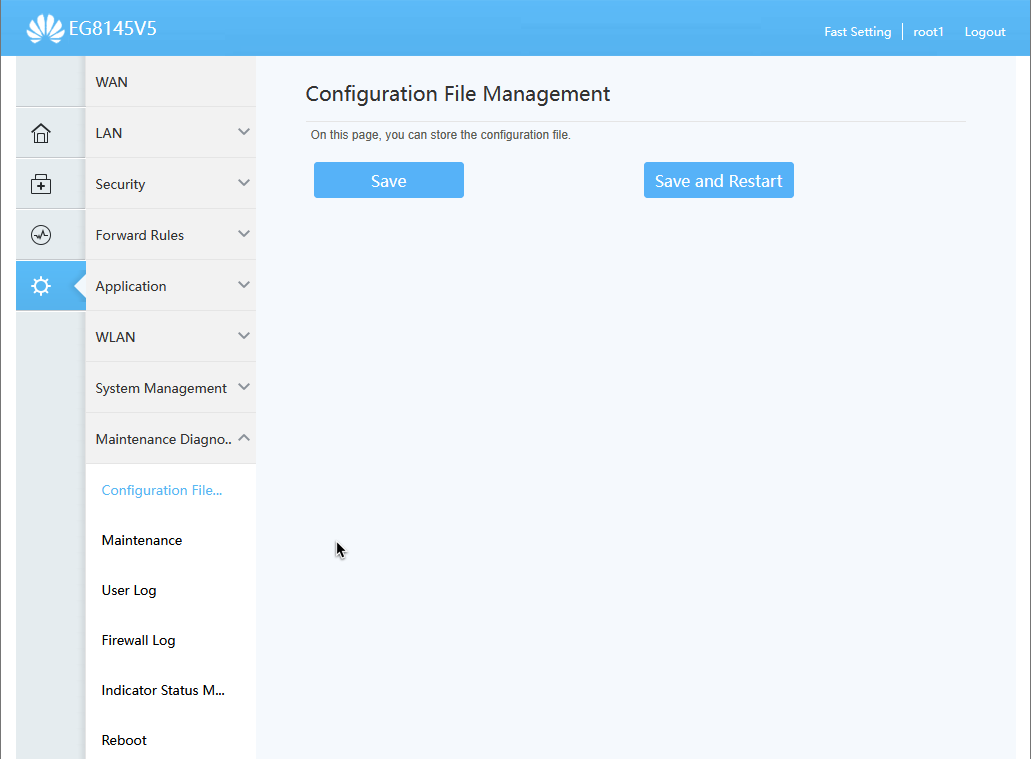 EG8145V5
Fast Setting
root1
Logout
WAN
LAN
Security
Forward Rules
Application
WLAN
System Management
Maintenance Diagno..
Configuration File...
Maintenance
User Log
Firewall Log
Indicator Status M...
Reboot
Configuration File Management
On this page, you can store the configuration file.
Save
Save and Restart